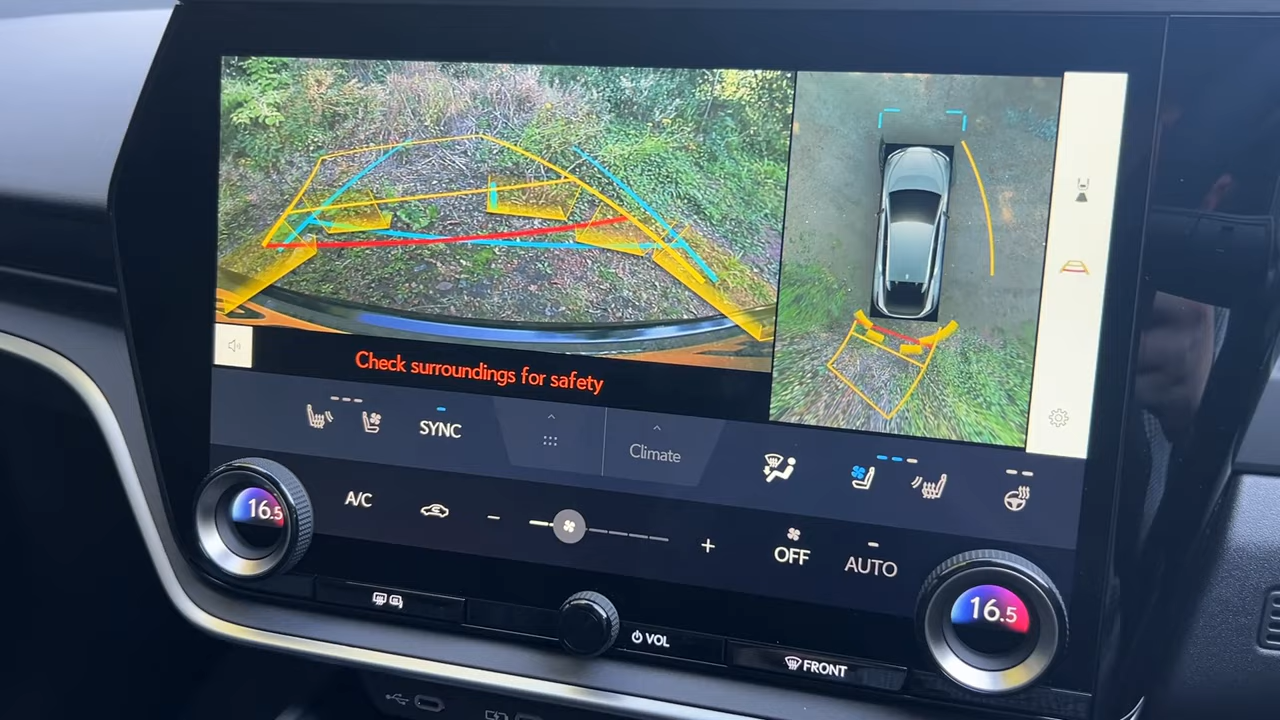 Check surroundings for safety
SYNC
Climate
16.5
A/C
OFF
AUTO
16.5
VOL
FRONT